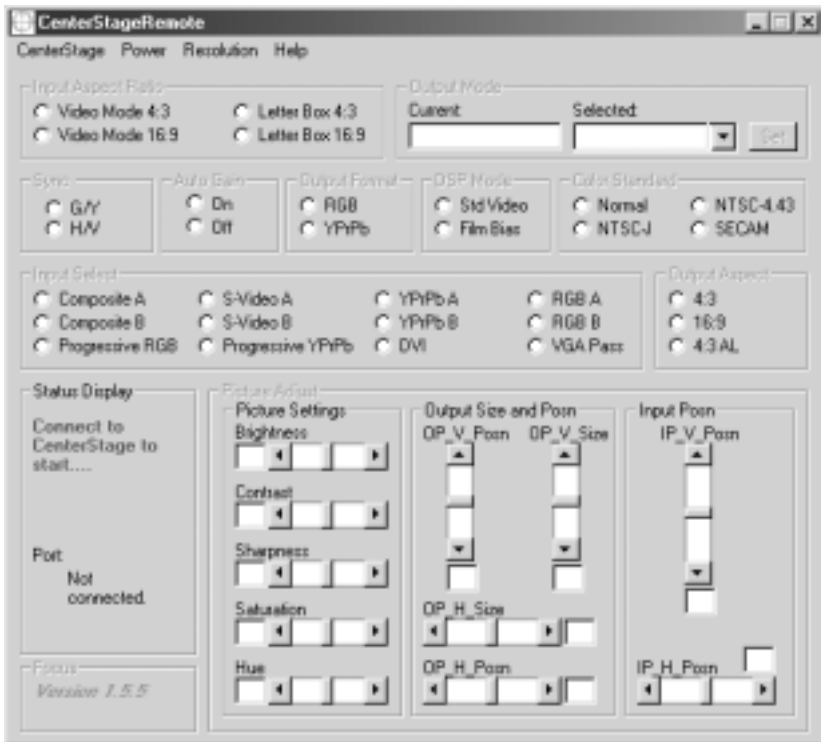 CenterStageRemote
CenterStage Power Resolution Help
Input Aspect Ratio
Video Mode 4:3 Letter Box 4:3
Video Mode 16:9 Letter Box 16:9
Output Mode
Current: Selected:
Set
Sync
G/Y
H/V
Auto Gain
On
Off
Output Format
RGB
YPrPb
DSP Mode
Std Video
Film Bias
Color Standard
Normal NTSC-4.43
NTSC-J SECAM
Input Select
Composite A S-Video A YPrPb A RGB A
Composite B S-Video B YPrPb B RGB B
Progressive RGB Progressive YPrPb DVI VGA Pass
Output Aspect
4:3
16:9
4:3 AL
Status Display
Connect to
CenterStage to
start....
Port:
Not
connected.
Focus
Version 1.5.5
Picture Adjust
Picture Settings
Brightness
Contrast
Sharpness
Saturation
Hue
Output Size and Posn
OP_V_Posn OP_V_Size
OP_H_Size
OP_H_Posn
Input Posn
IP_V_Posn
IP_H_Posn